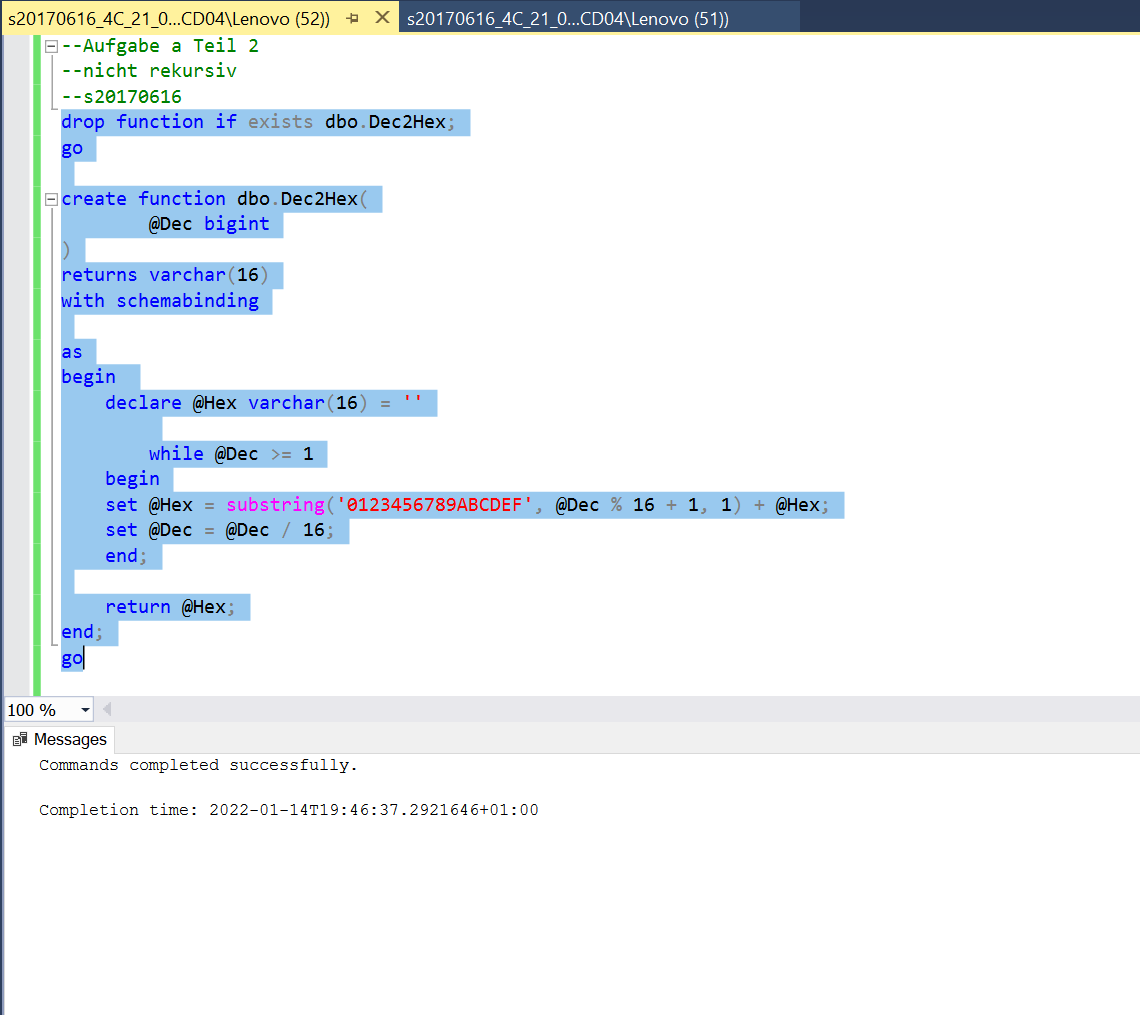 s20170616_4C_21_0...CD04\Lenovo (52))
s20170616_4C_21_0...CD04\Lenovo (51))
--Aufgabe a Teil 2
--nicht rekursiv
--s20170616
drop function if exists dbo.Dec2Hex;
go
create function dbo.Dec2Hex(
@Dec bigint
)
returns varchar(16)
with schemabinding
as
begin
declare @Hex varchar(16) = ''
while @Dec >= 1
begin
set @Hex = substring('0123456789ABCDEF', @Dec % 16 + 1, 1) + @Hex;
set @Dec = @Dec / 16;
end;
return @Hex;
end;
go
100 %
Messages
Commands completed successfully.
Completion time: 2022-01-14T19:46:37.2921646+01:00